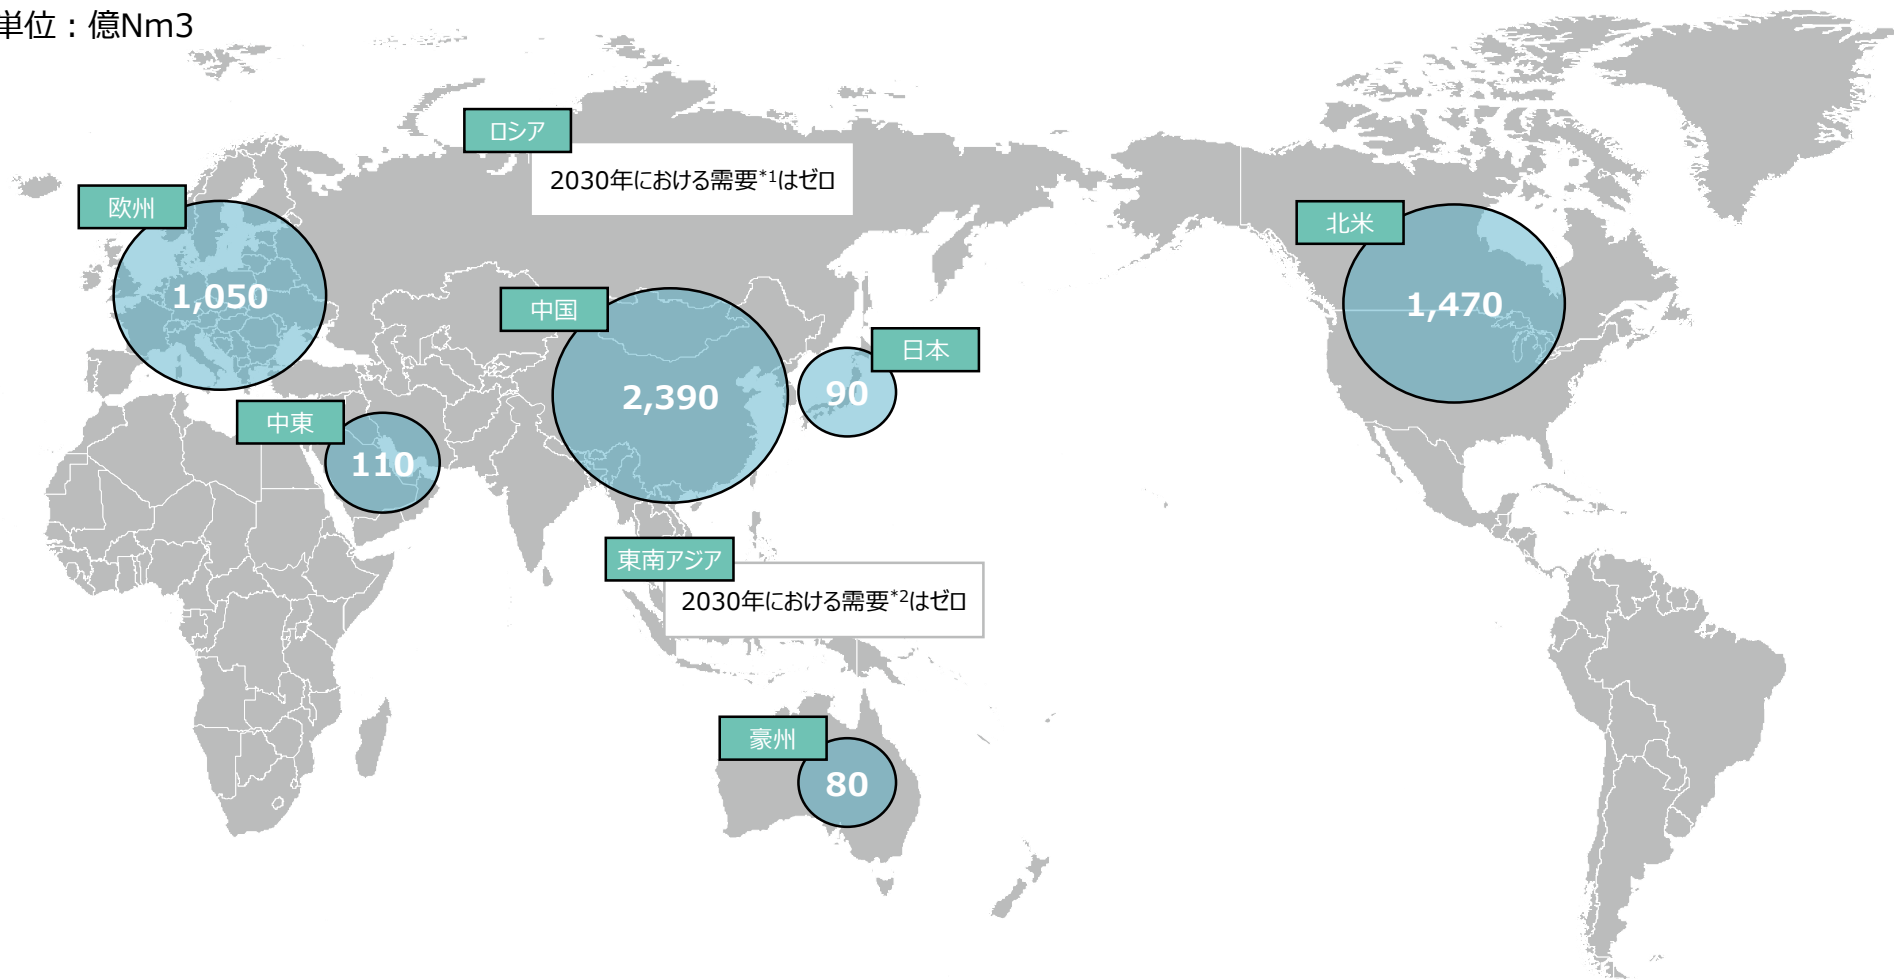 単位：億Nm3
ロシア
2030年における需要*1はゼロ
欧州
1,050
北米
1,470
中国
2,390
日本
90
中東
110
東南アジア
2030年における需要*2はゼロ
豪州
80